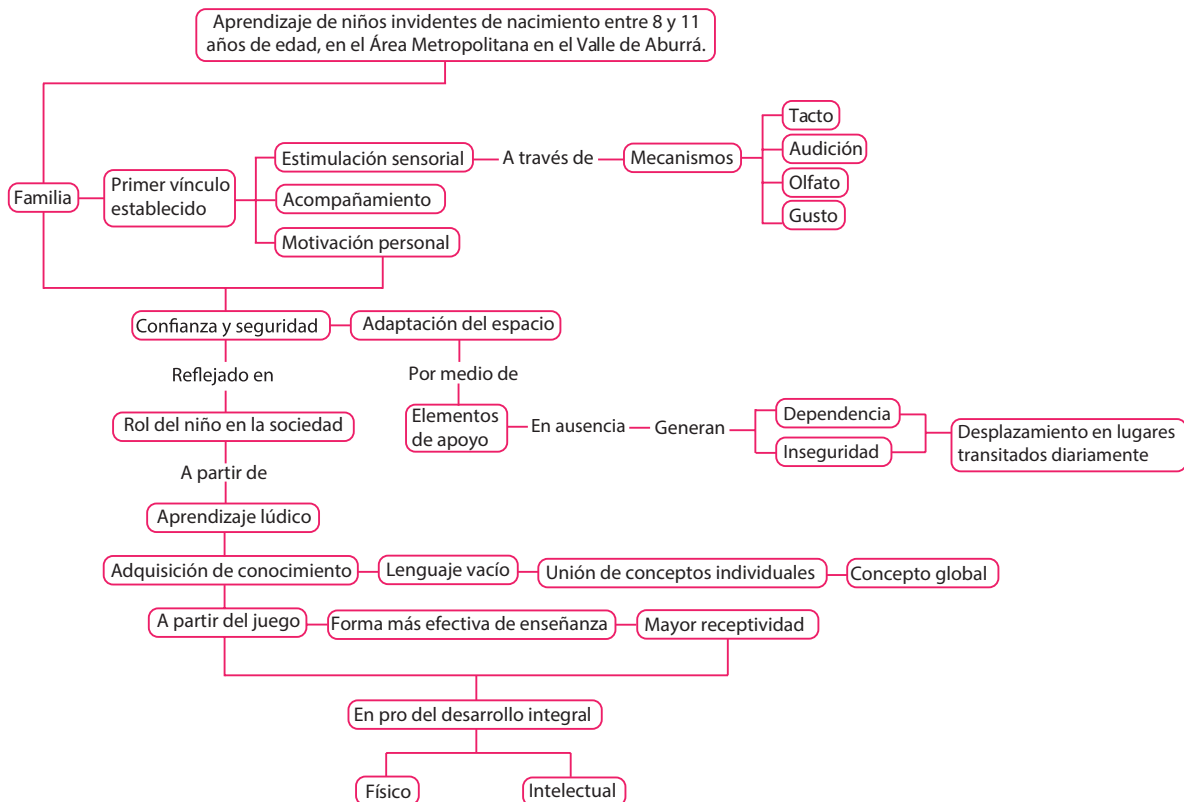 Aprendizaje de niños invidentes de nacimiento entre 8 y 11
años de edad, en el Área Metropolitana en el Valle de Aburrá.
Familia
Primer vínculo
establecido
Estimulación sensorial
A través de
Mecanismos
Tacto
Audición
Olfato
Gusto
Acompañamiento
Motivación personal
Confianza y seguridad
Adaptación del espacio
Reflejado en
Por medio de
Rol del niño en la sociedad
Elementos
de apoyo
En ausencia
Generan
Dependencia
Inseguridad
Desplazamiento en lugares
transitados diariamente
A partir de
Aprendizaje lúdico
Adquisición de conocimiento
Lenguaje vacío
Unión de conceptos individuales
Concepto global
A partir del juego
Forma más efectiva de enseñanza
Mayor receptividad
En pro del desarrollo integral
Físico
Intelectual